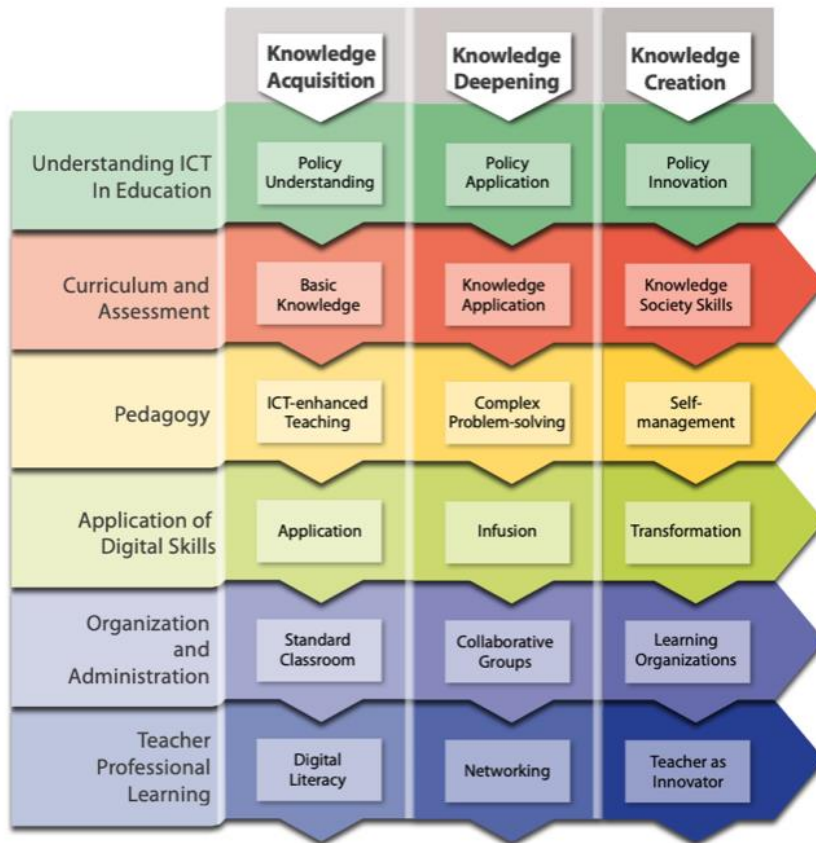 Knowledge
Acquisition
Knowledge
Deepening
Knowledge
Creation
Understanding ICT
In Education
Policy
Understanding
Policy
Application
Policy
Innovation
Curriculum and
Assessment
Basic
Knowledge
Knowledge
Application
Knowledge
Society Skills
Pedagogy
ICT-enhanced
Teaching
Complex
Problem-solving
Self-
management
Application of
Digital Skills
Application
Infusion
Transformation
Organization
and
Administration
Standard
Classroom
Collaborative
Groups
Learning
Organizations
Teacher
Professional
Learning
Digital
Literacy
Networking
Teacher as
Innovator